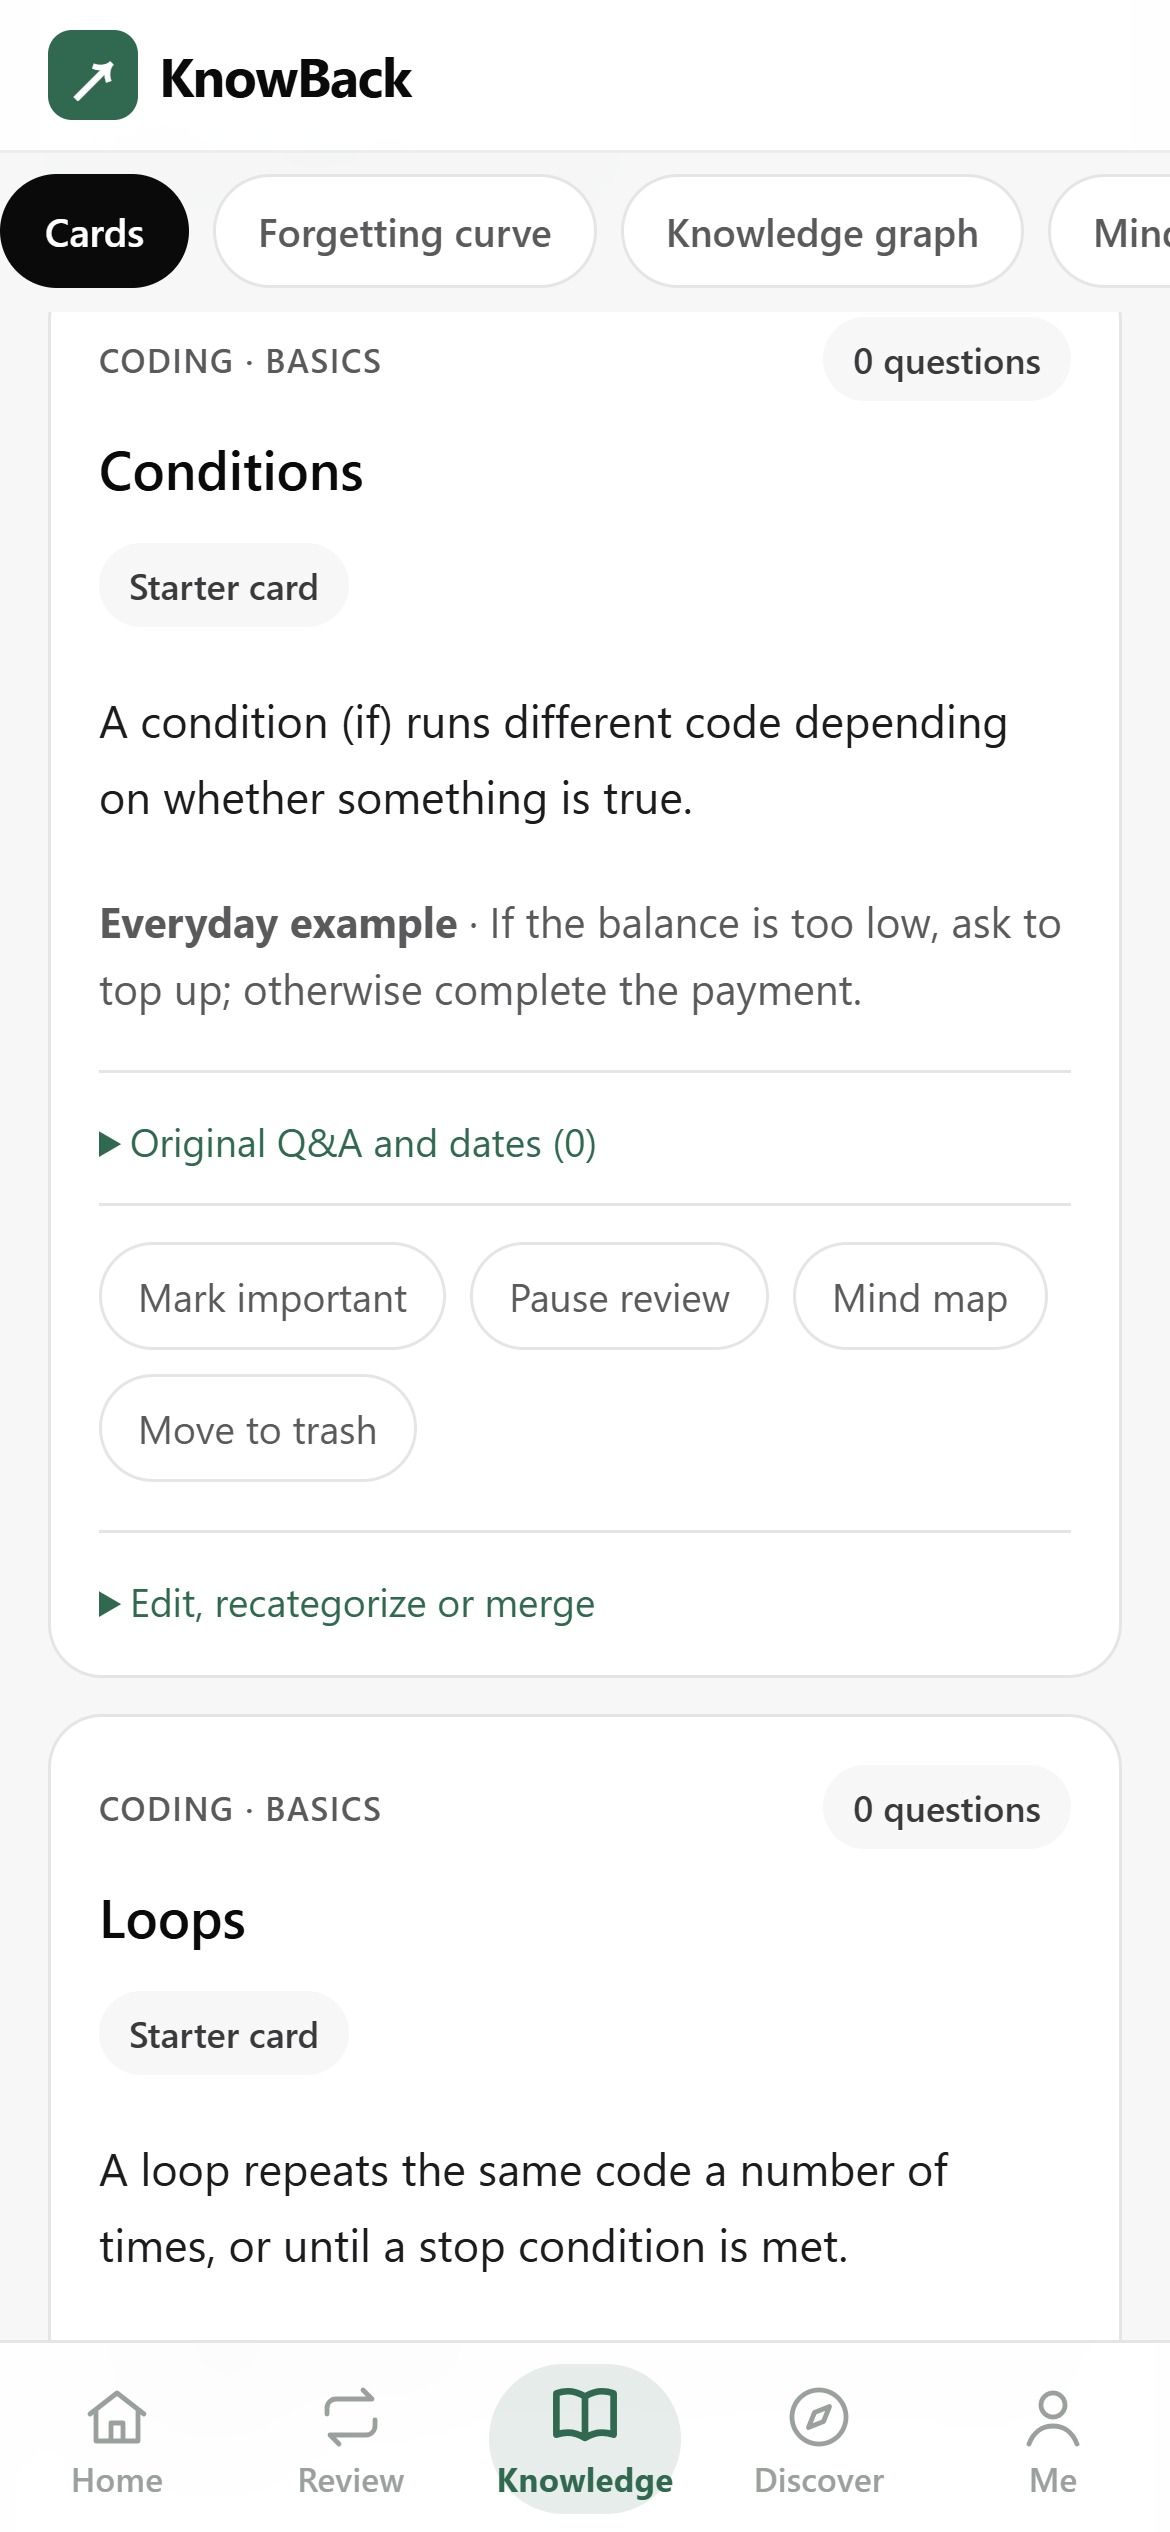 KnowBack
Cards
Forgetting curve
Knowledge graph
CODING · BASICS
0 questions
Conditions
Starter card
A condition (if) runs different code depending
on whether something is true.
Everyday example · If the balance is too low, ask to
top up; otherwise complete the payment.
Original Q&A and dates (0)
Mark important
Pause review
Mind map
Move to trash
Edit, recategorize or merge
CODING · BASICS
0 questions
Loops
Starter card
A loop repeats the same code a number of
times, or until a stop condition is met.
Home
Review
Knowledge
Discover
Me